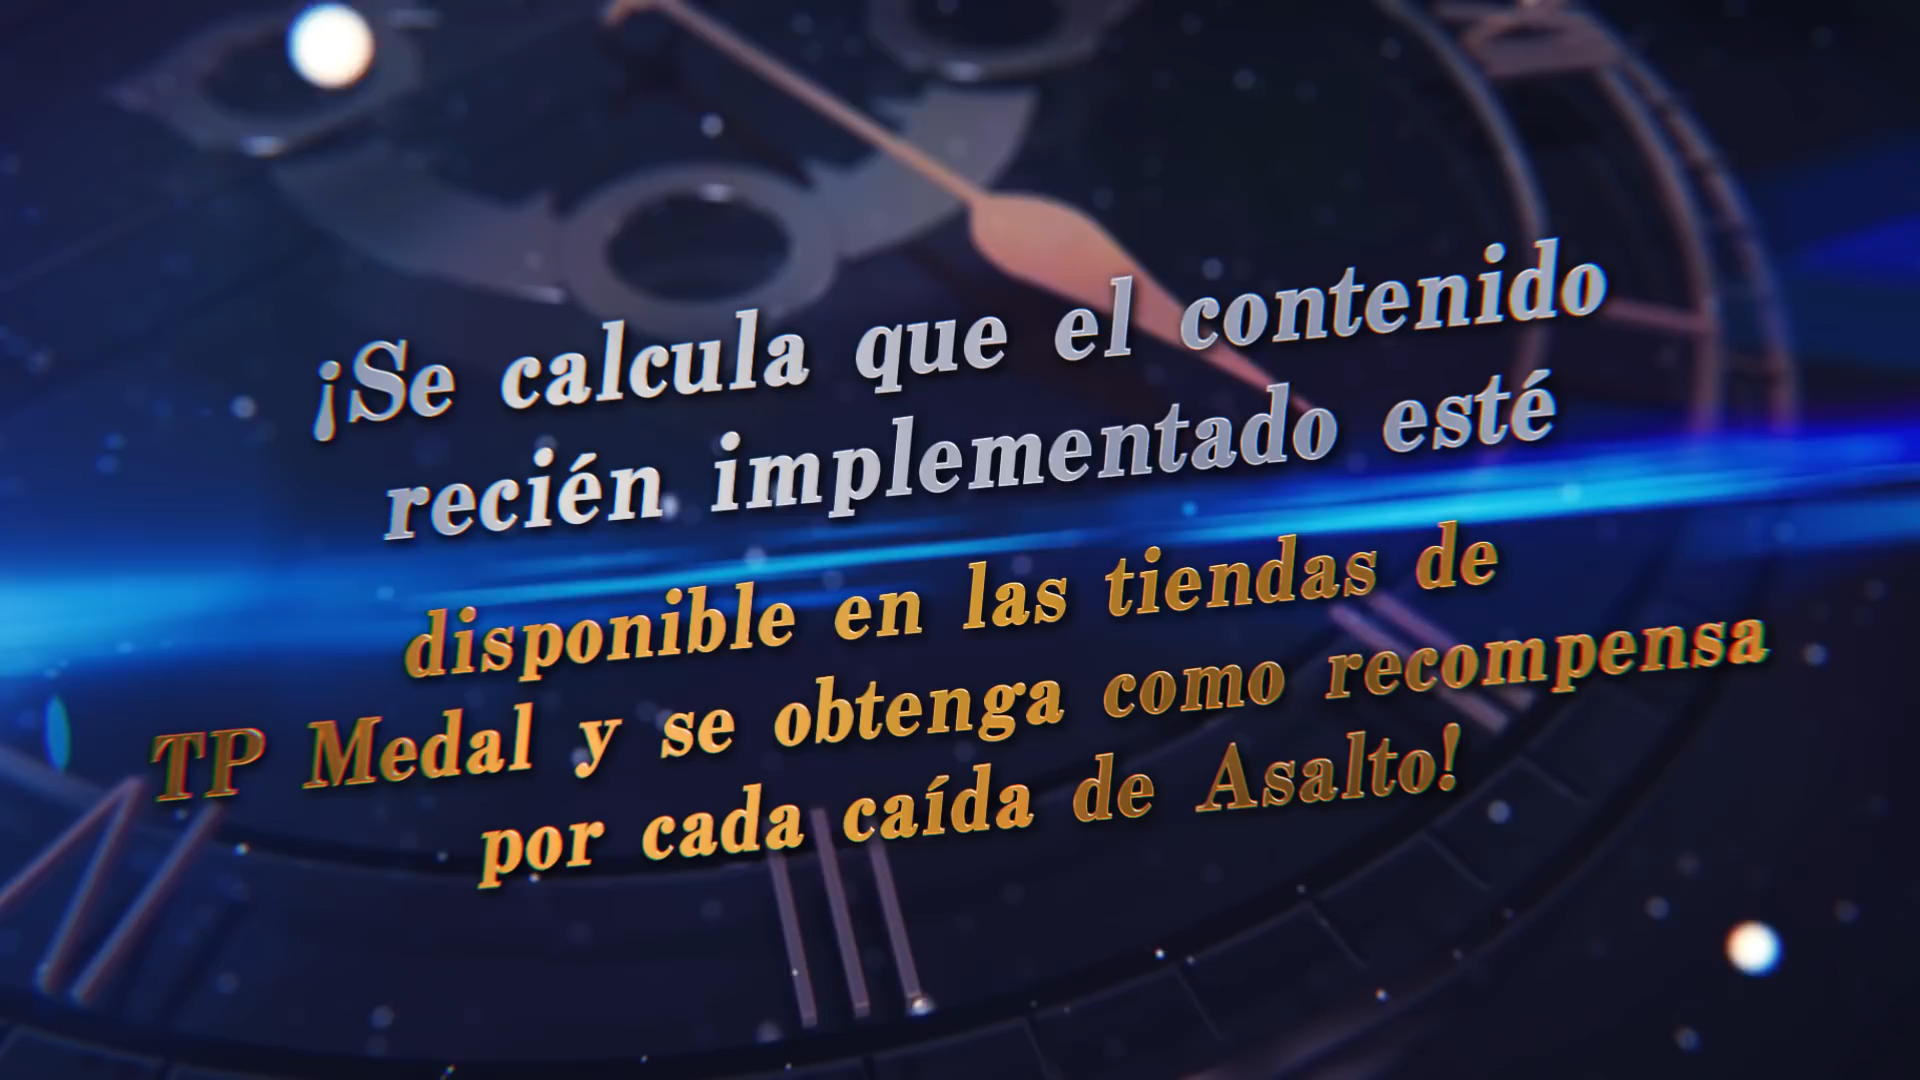 ¡Se calcula que el contenido
recién implementado esté
disponible en las tiendas de
TP Medal y se obtenga como recompensa
por cada caída de Asalto!